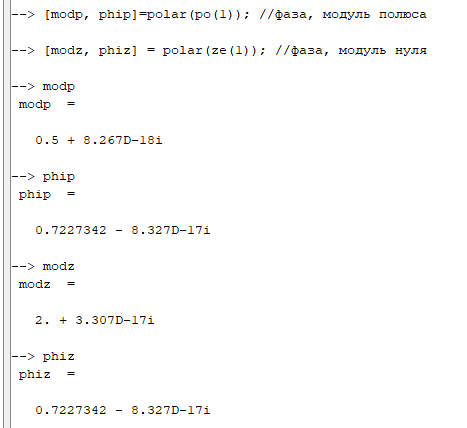 --> [modp, phip]=polar(po(1)); //фаза, модуль полюса
--> [modz, phiz] = polar(ze(1)); //фаза, модуль нуля
--> modp
modp  =
0.5 + 8.267D-18i
--> phip
phip  =
0.7227342 - 8.327D-17i
--> modz
modz  =
2. + 3.307D-17i
--> phiz
phiz  =
0.7227342 - 8.327D-17i